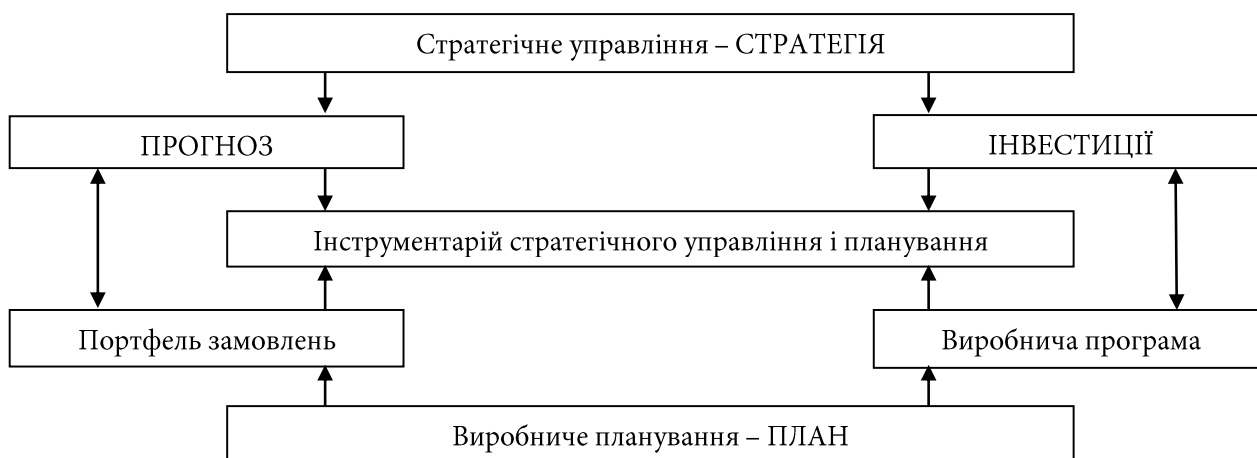 Стратегічне управління – СТРАТЕГІЯ
ПРОГНОЗ
ІНВЕСТИЦІЇ
Інструментарій стратегічного управління і планування
Портфель замовлень
Виробнича програма
Виробниче планування – ПЛАН